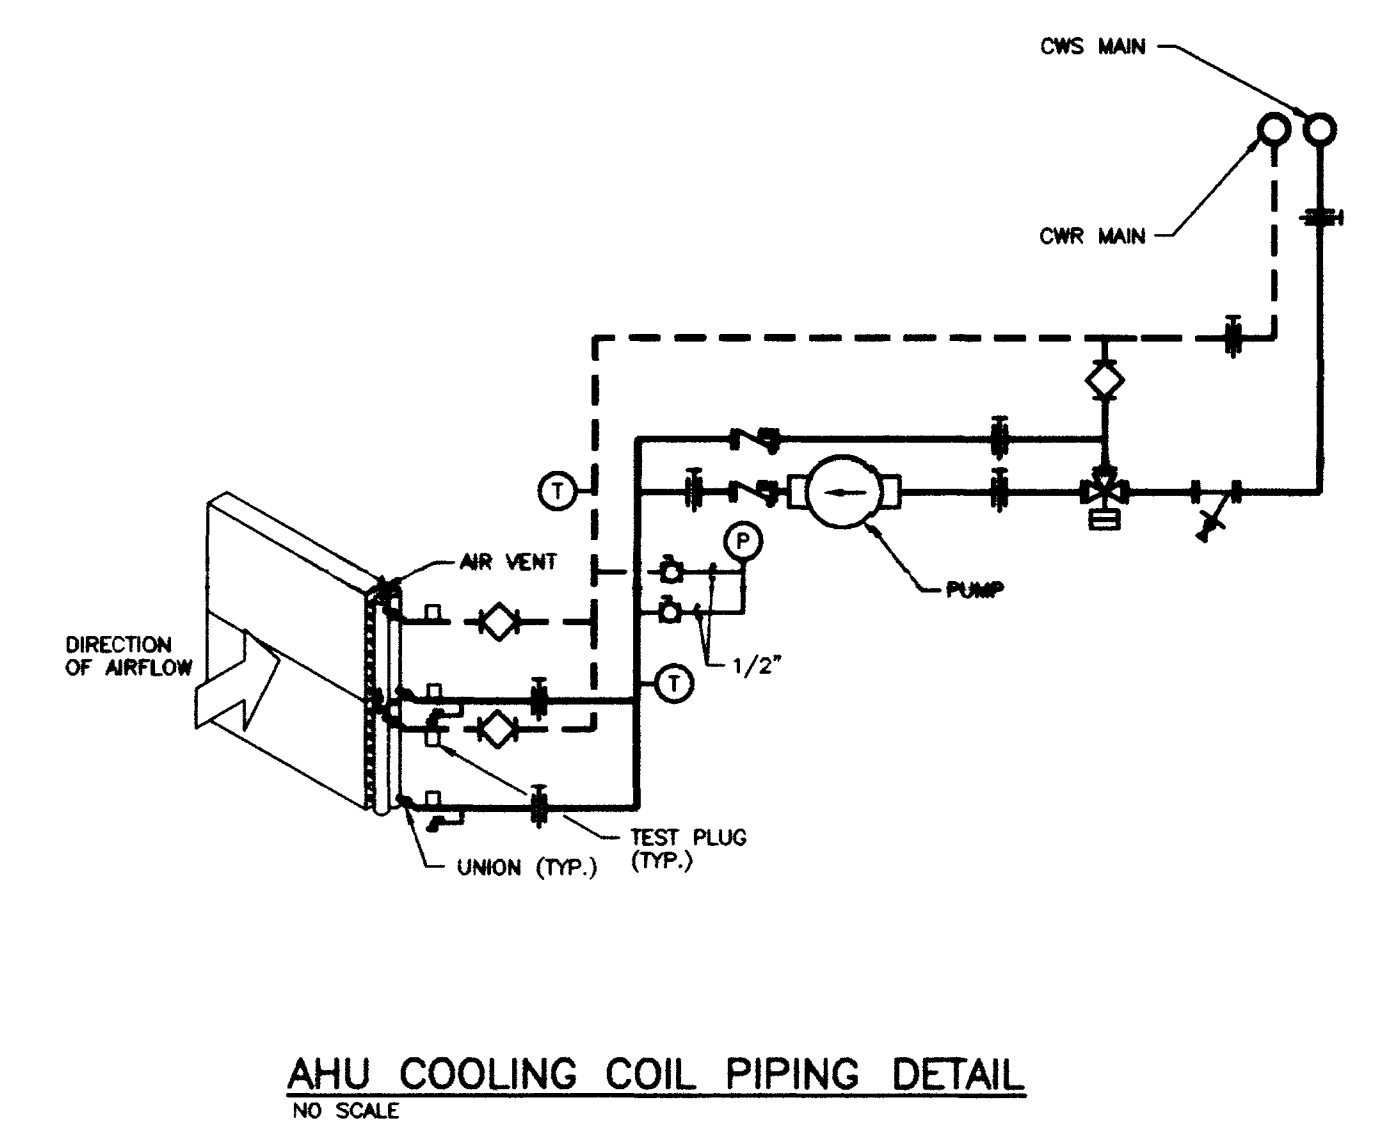 CWS MAIN
CWR MAIN
T
P
AIR VENT
PUMP
DIRECTION
OF AIRFLOW
1/2"
T
TEST PLUG
(TYP.)
UNION (TYP.)
AHU COOLING COIL PIPING DETAIL
NO SCALE